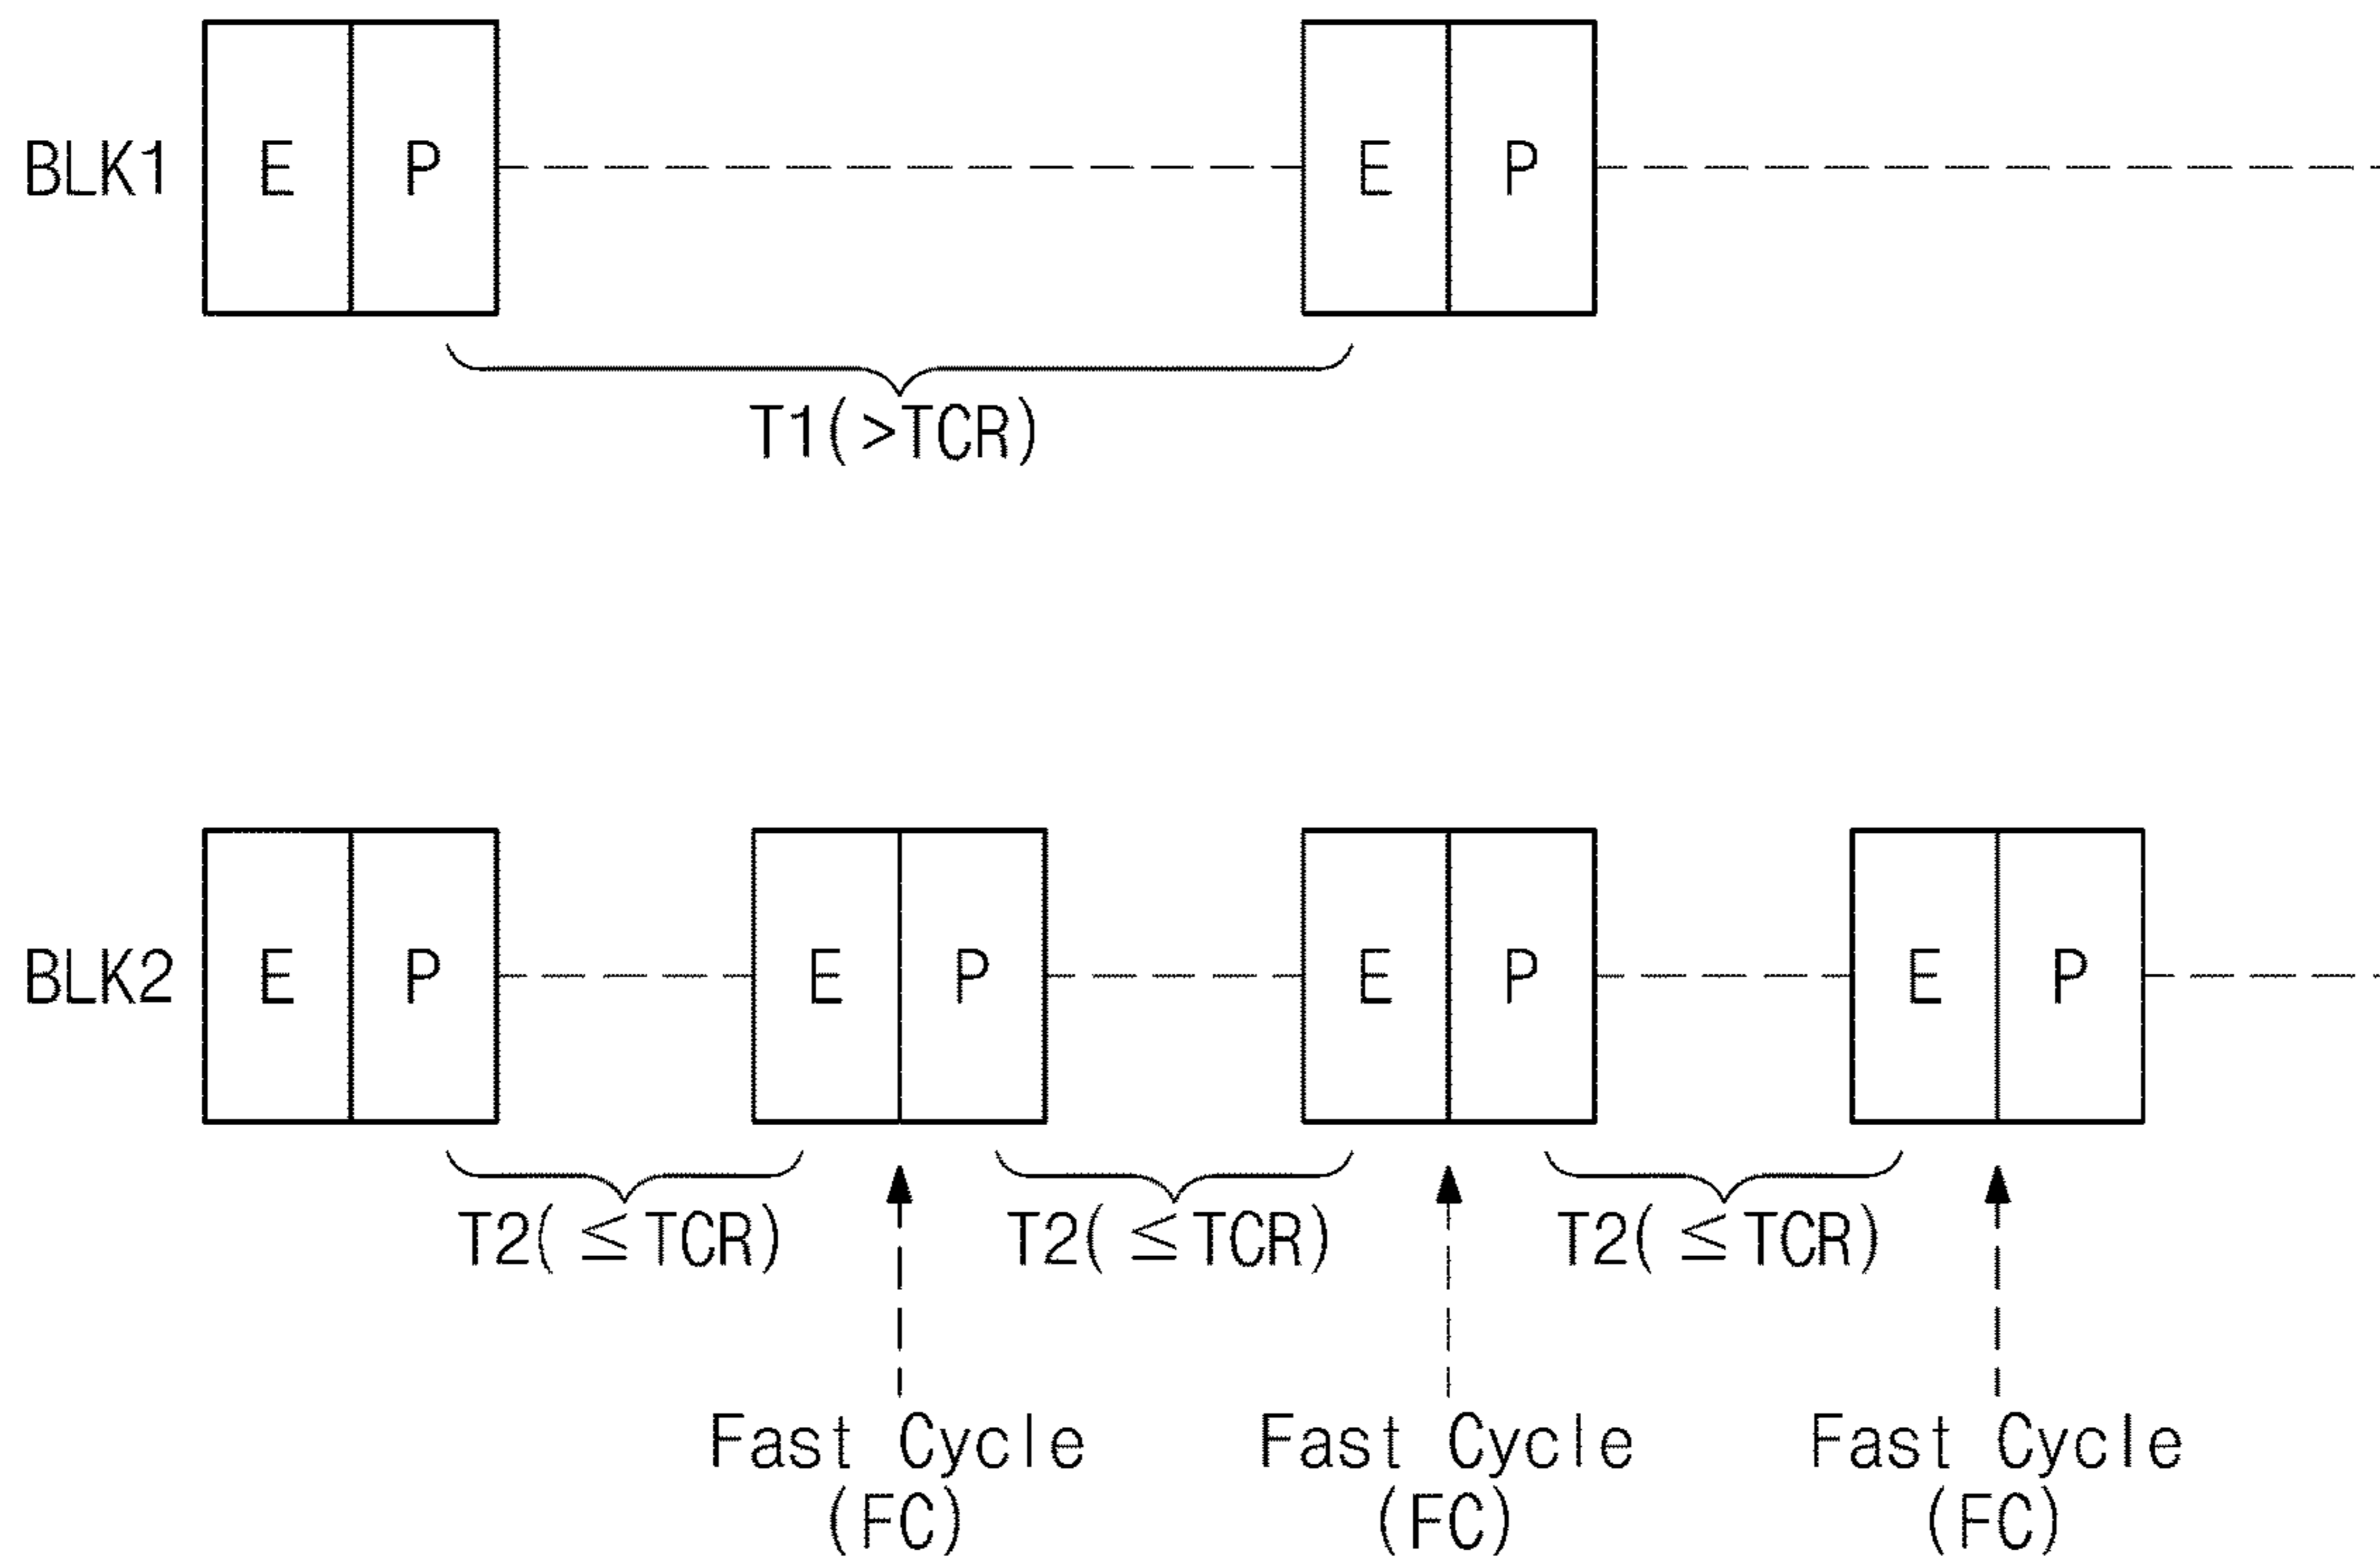 BLK1 E P E P
T1(>TCR)
BLK2 E P E P E P E P
T2(≤TCR) T2(≤TCR) T2(≤TCR)
Fast Cycle Fast Cycle Fast Cycle
(FC) (FC) (FC)